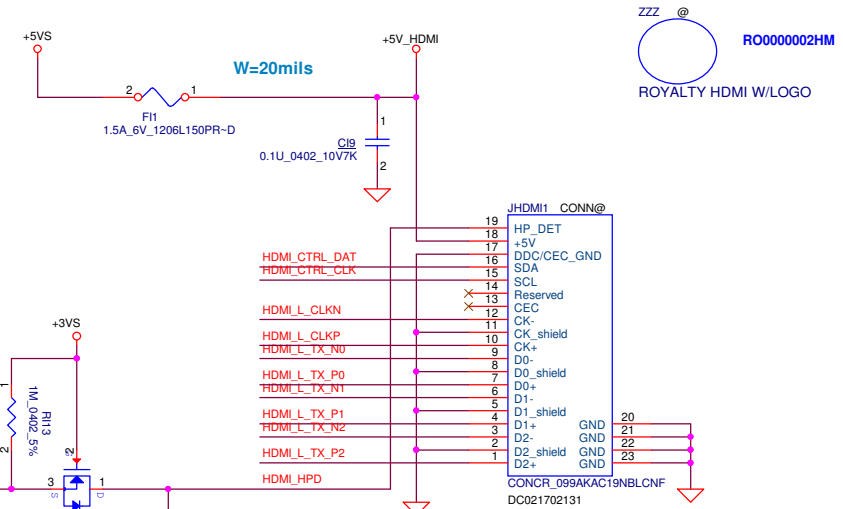 ZZZ @
RO0000002HM
ROYALTY HDMI W/LOGO
+5VS
+5V_HDMI
W=20mils
2 1
FI1
1.5A_6V_1206L150PR~D
1
CI9
0.1U_0402_10V7K
2
JHDMI1 CONN@
19 HP_DET
18 +5V
17 DDC/CEC_GND
HDMI_CTRL_DAT 16 SDA
HDMI_CTRL_CLK 15 SCL
14 Reserved
13 CEC
HDMI_L_CLKN 12 CK-
11 CK_shield
HDMI_L_CLKP 10 CK+
HDMI_L_TX_N0 9 D0-
8 D0_shield
HDMI_L_TX_P0 7 D0+
HDMI_L_TX_N1 6 D1-
5 D1_shield
HDMI_L_TX_P1 4 D1+ GND 20
HDMI_L_TX_N2 3 D2- GND 21
2 D2_shield GND 22
HDMI_L_TX_P2 1 D2+ GND 23
HDMI_HPD
CONCR_099AKAC19NBLCNF
DC021702131
+3VS
1
RI13
1M_0402_5%
2
2
G
3 1
S D